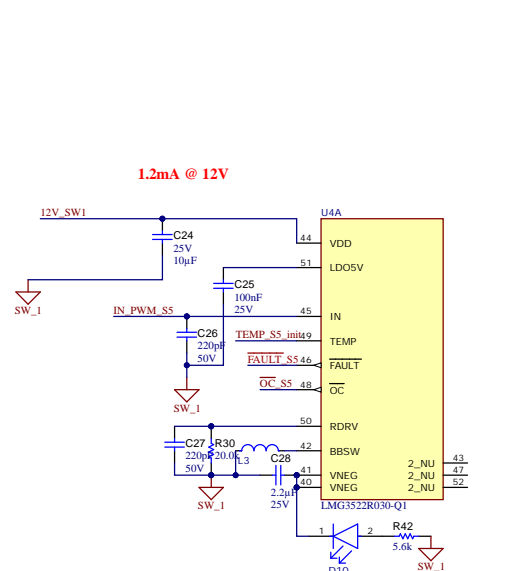 1.2mA @ 12V
12V_SW1
U4A
C24
25V
10µF
44
VDD
51
LDO5V
C25
100nF
25V
SW_1
IN_PWM_S5
45
IN
C26
220pF
50V
TEMP_S5_init
49
TEMP
FAULT_S5
46
FAULT
OC_S5
48
OC
SW_1
50
RDRV
C27
220pF
50V
R30
20.0k
L3
42
BBSW
C28
2.2µF
25V
41
VNEG
40
VNEG
2_NU
43
2_NU
47
2_NU
52
SW_1
LMG3522R030-Q1
1
2
R42
5.6k
D10
SW_1